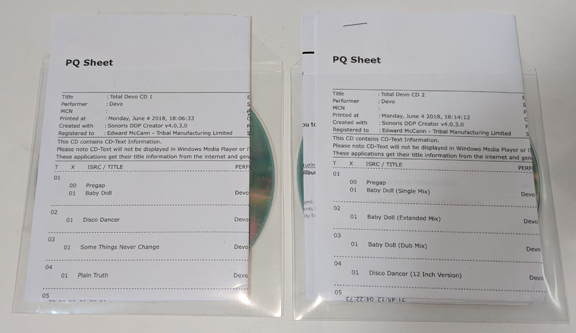 PQ Sheet
Title : Total Devo CD 1
Performer : Devo
MCN :
Printed at : Monday, June 4 2018, 18:06:33
Created with : Sonoris DDP Creator v4.0.3.0
Registered to : Edward McCann - Tribal Manufacturing Limited
This CD contains CD-Text Information.
Please note CD-Text will not be displayed in Windows Media Player or
These applications get their title information from the internet and
T X ISRC / TITLE PERF
01
00 Pregap
01 Baby Doll Devo
02
01 Disco Dancer Devo
03
01 Some Things Never Change Devo
04
01 Plain Truth Devo
05
PQ Sheet
Title : Total Devo CD 2
Performer : Devo
MCN :
Printed at : Monday, June 4 2018, 18:14:12
Created with : Sonoris DDP Creator v4.0.3.0
Registered to : Edward McCann - Tribal Manufacturing Limited
This CD contains CD-Text Information.
Please note CD-Text will not be displayed in Windows Media Player or
These applications get their title information from the internet and
T X ISRC / TITLE PERF
01
00 Pregap
01 Baby Doll (Single Mix) Devo
02
01 Baby Doll (Extended Mix) Devo
03
01 Baby Doll (Dub Mix) Devo
04
01 Disco Dancer (12 Inch Version) Devo
05